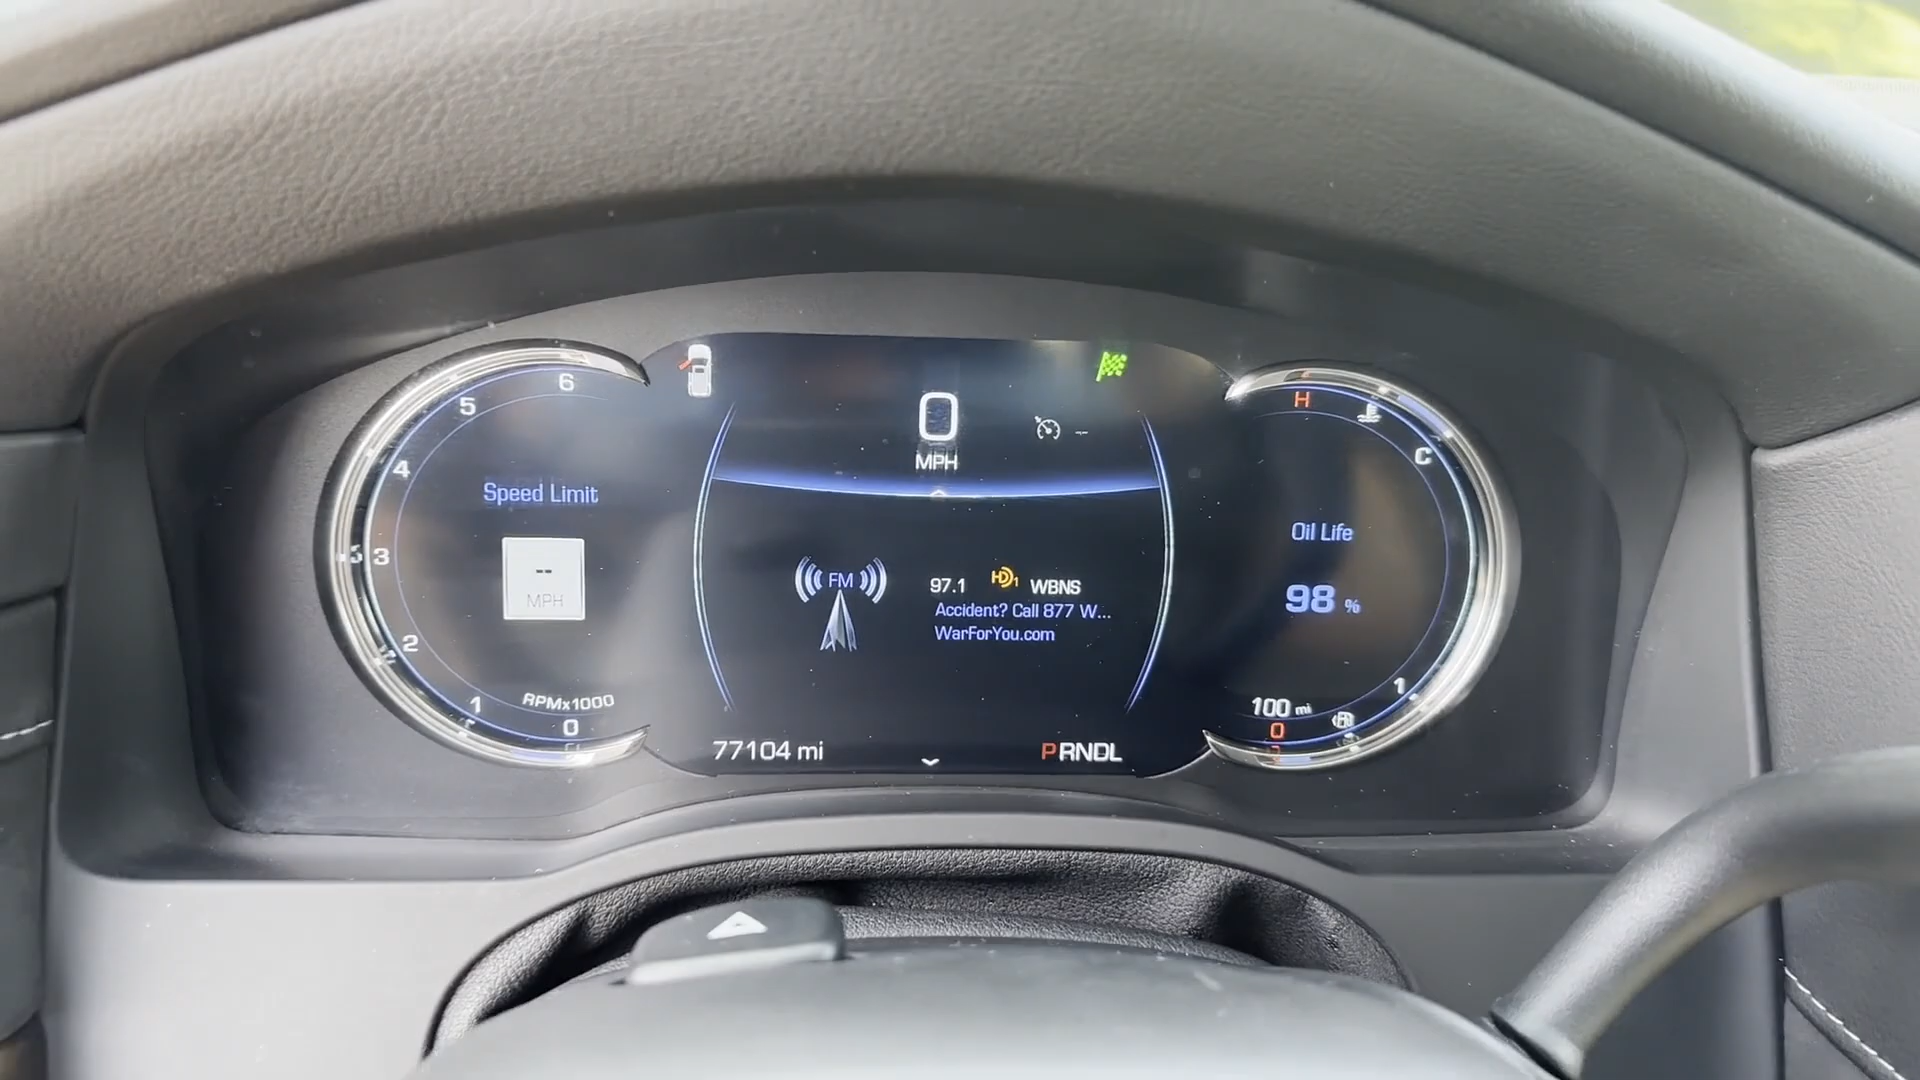 6
5
4
3
2
1
0
RPMx1000
Speed Limit
--
MPH
0
MPH
--
FM
97.1 HD1 WBNS
Accident? Call 877 W...
WarForYou.com
77104 mi
PRNDL
H
C
Oil Life
98 %
100 mi
1
0